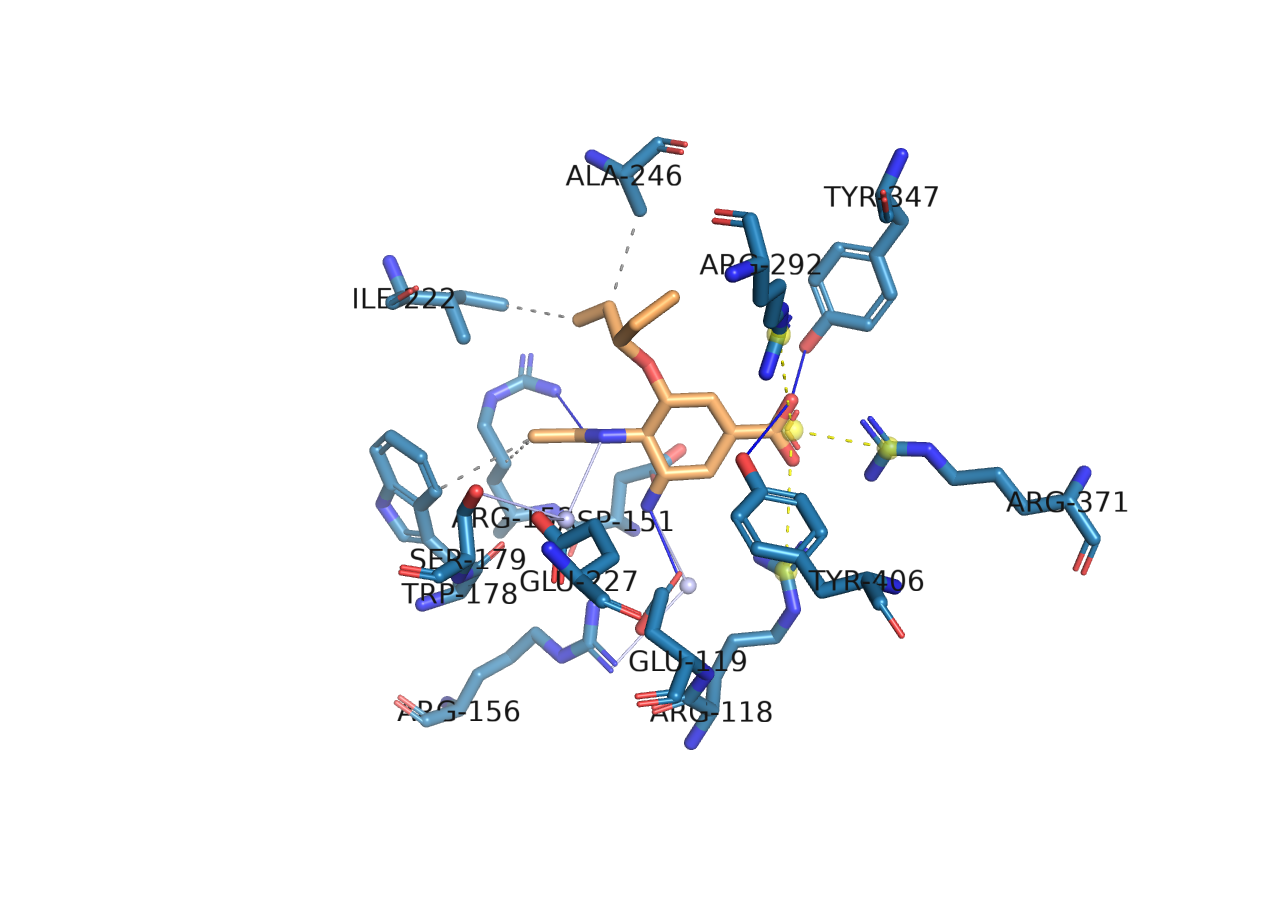 ALA-246
TYR-347
ARG-292
ILE-222
ARG-371
SER-179
GLU-227
TYR-406
TRP-178
GLU-119
ARG-156
ARG-118